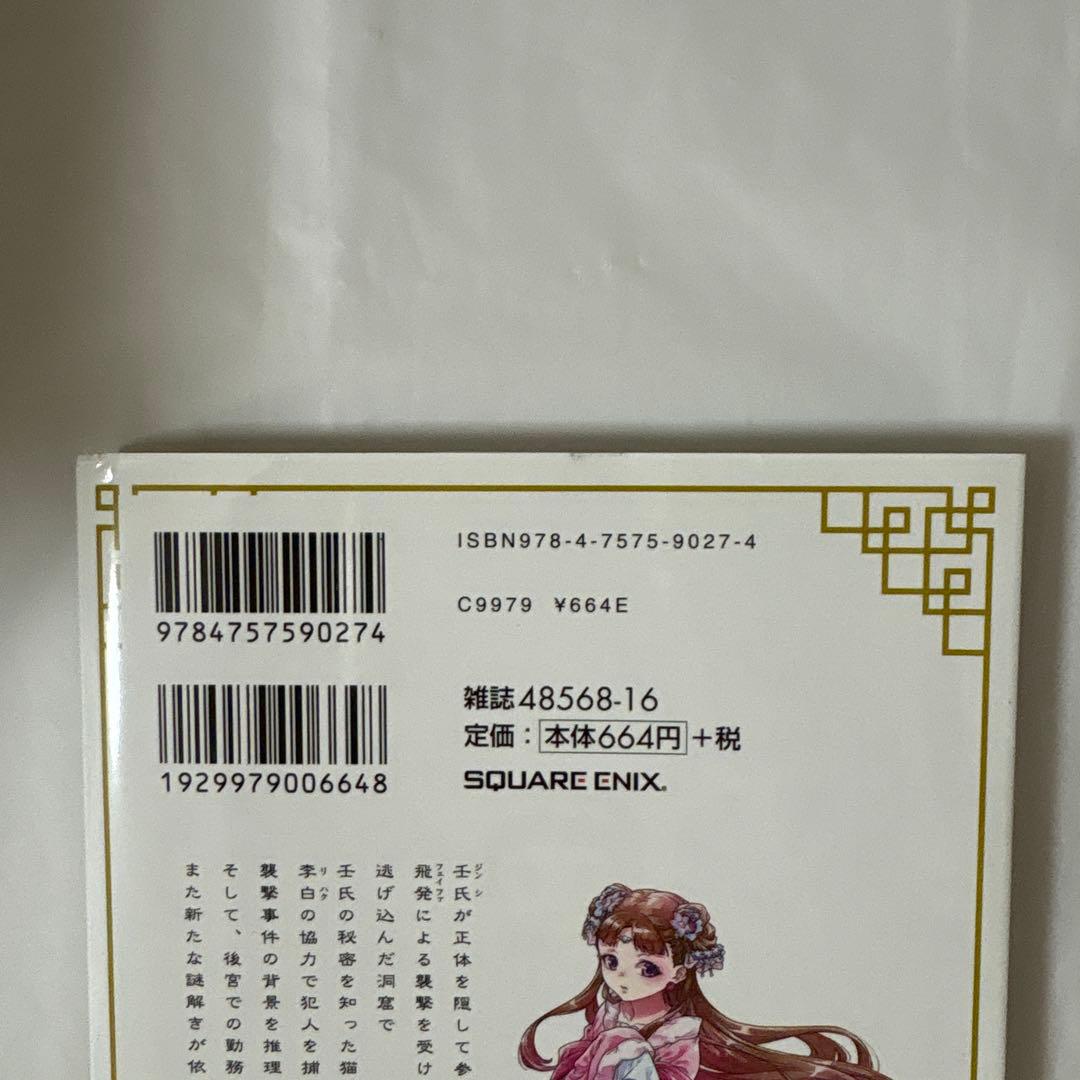 ISBN978-4-7575-9027-4
C9979 ¥664E
9784757590274
雑誌48568-16
定価：本体664円+税
1929979006648
SQUARE ENIX.
壬氏が正体を隠して参
ジンシ
飛発による襲撃を受け
フェイファ
逃げ込んだ洞窟で
壬氏の秘密を知った猫
李白の協力で犯人を捕
リハク
襲撃事件の背景を推理
そして、後宮での勤務
また新たな謎解きが依